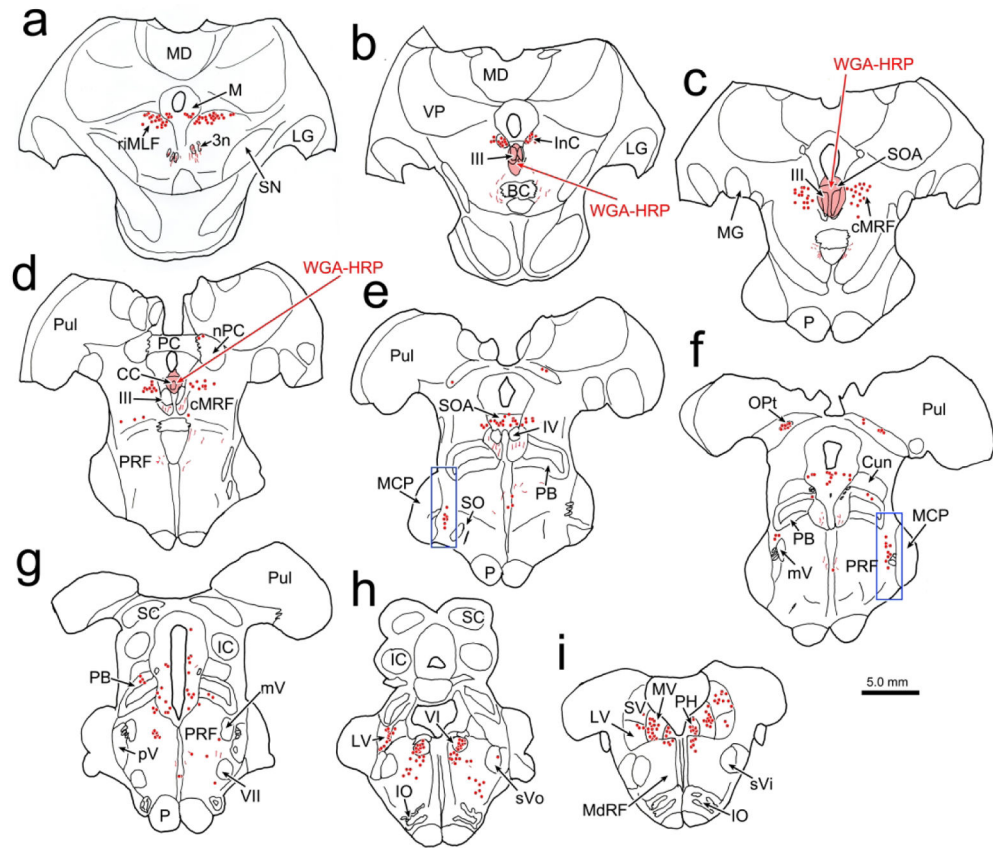 a
MD
M
riMLF
3n
LG
SN
b
MD
VP
InC
III
LG
BC
WGA-HRP
c
WGA-HRP
SOA
III
MG
cMRF
P
d
WGA-HRP
Pul
nPC
PC
CC
III
cMRF
PRF
e
Pul
SOA
IV
MCP
SO
PB
P
f
OPt
Pul
Cun
MCP
PB
mV
PRF
g
Pul
SC
IC
PB
mV
PRF
pV
VII
P
h
SC
IC
VI
LV
IO
sVo
i
MV
PH
SV
LV
sVi
MdRF
IO
5.0 mm